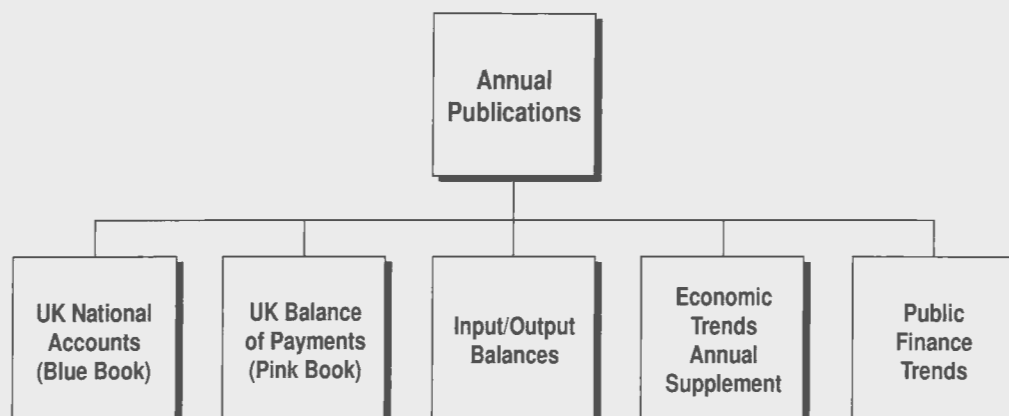 Annual
Publications
UK National
Accounts
(Blue Book)
UK Balance
of Payments
(Pink Book)
Input/Output
Balances
Economic
Trends
Annual
Supplement
Public
Finance
Trends